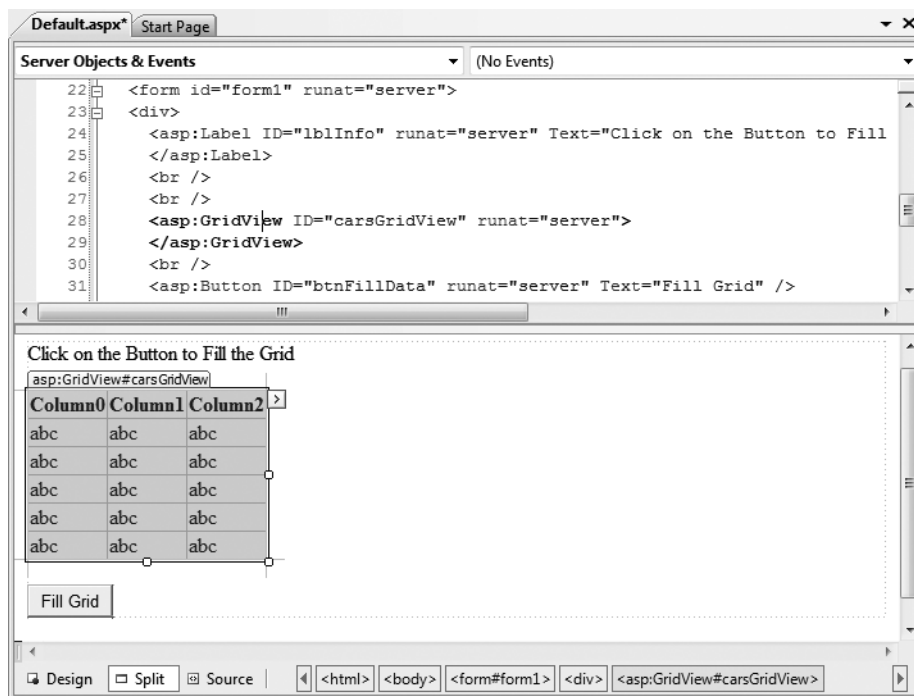 Default.aspx* Start Page
Server Objects & Events (No Events)
22 <form id="form1" runat="server">
23 <div>
24 <asp:Label ID="lblInfo" runat="server" Text="Click on the Button to Fill
25 </asp:Label>
26 <br />
27 <br />
28 <asp:GridView ID="carsGridView" runat="server">
29 </asp:GridView>
30 <br />
31 <asp:Button ID="btnFillData" runat="server" Text="Fill Grid" />
Click on the Button to Fill the Grid
asp:GridView#carsGridView
Column0 Column1 Column2
abc abc abc
abc abc abc
abc abc abc
abc abc abc
abc abc abc
Fill Grid
Design Split Source <html> <body> <form#form1> <div> <asp:GridView#carsGridView>